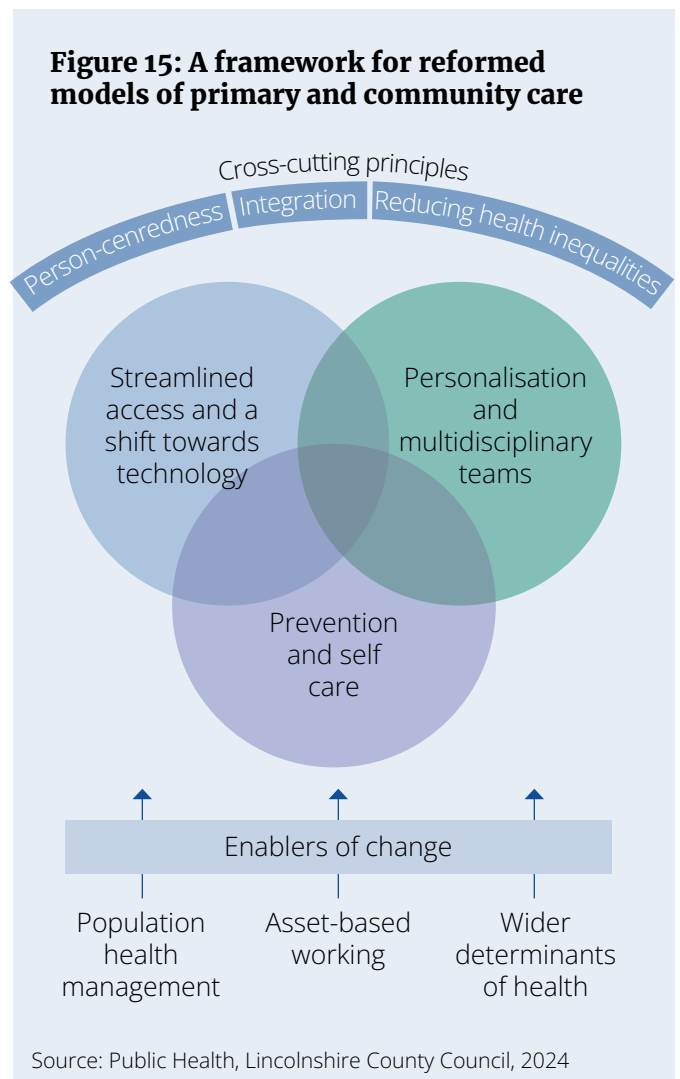 Figure 15: A framework for reformed
models of primary and community care
Cross-cutting principles
Person-cenredness
Integration
Reducing health inequalities
Streamlined
access and a
shift towards
technology
Personalisation
and
multidisciplinary
teams
Prevention
and self
care
Enablers of change
Population
health
management
Asset-based
working
Wider
determinants
of health
Source: Public Health, Lincolnshire County Council, 2024